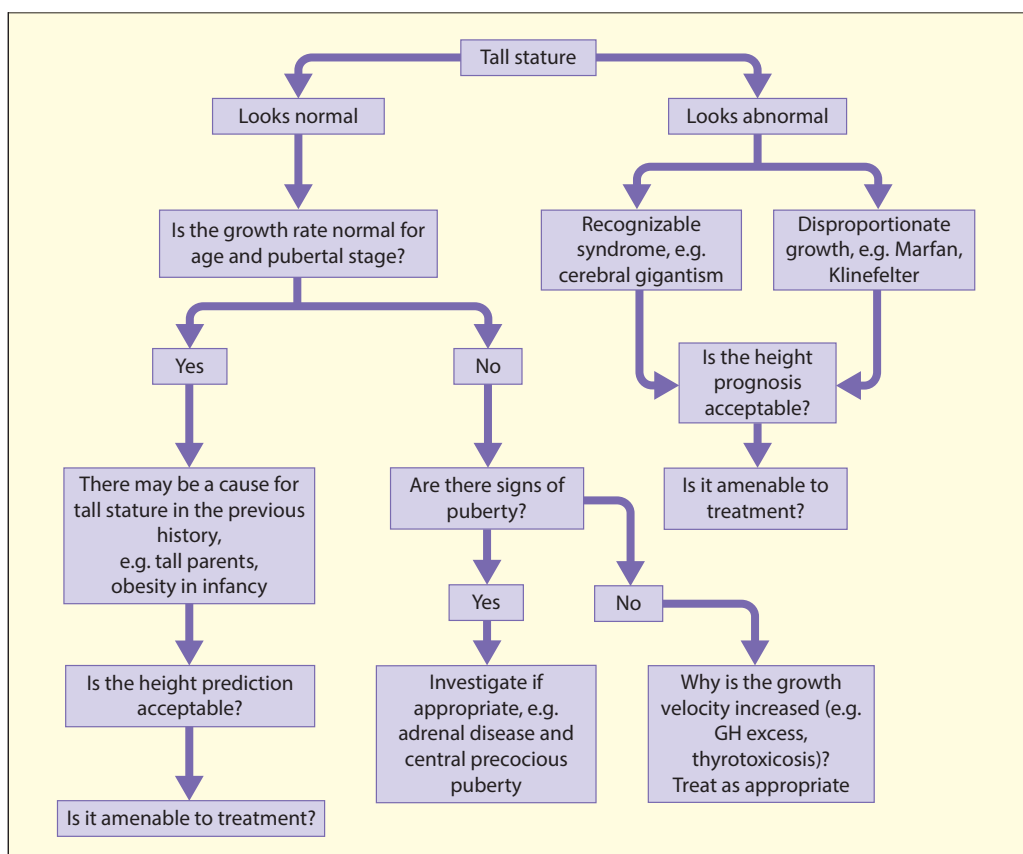 Tall stature
Looks normal
Looks abnormal
Is the growth rate normal for
age and pubertal stage?
Recognizable
syndrome, e.g.
cerebral gigantism
Disproportionate
growth, e.g. Marfan,
Klinefelter
Yes
No
Is the height
prognosis
acceptable?
There may be a cause for
tall stature in the previous
history,
e.g. tall parents,
obesity in infancy
Are there signs of
puberty?
Is it amenable to
treatment?
Yes
No
Is the height prediction
acceptable?
Investigate if
appropriate, e.g.
adrenal disease and
central precocious
puberty
Why is the growth
velocity increased (e.g.
GH excess,
thyrotoxicosis)?
Treat as appropriate
Is it amenable to treatment?